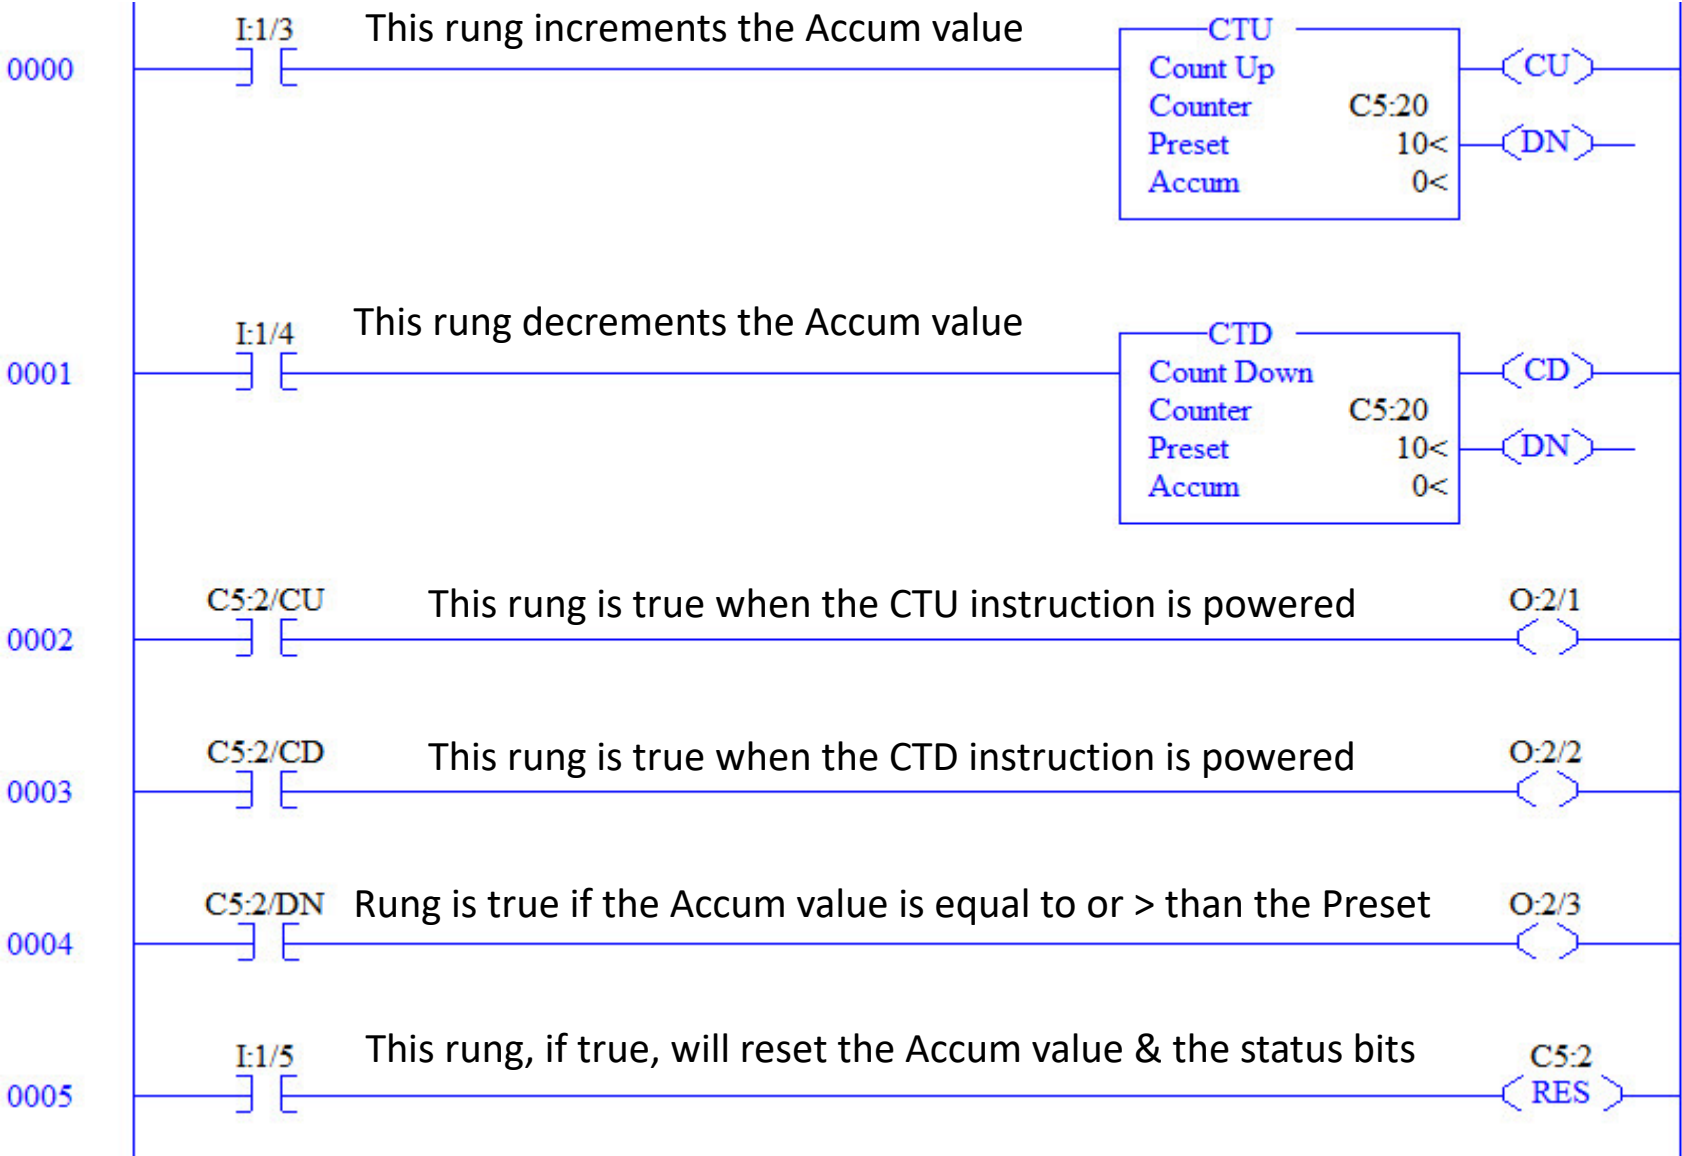 I:1/3 This rung increments the Accum value CTU
0000 Count Up CU
Counter C5:20
Preset 10< DN
Accum 0<
I:1/4 This rung decrements the Accum value CTD
0001 Count Down CD
Counter C5:20
Preset 10< DN
Accum 0<
C5:2/CU This rung is true when the CTU instruction is powered O:2/1
0002
C5:2/CD This rung is true when the CTD instruction is powered O:2/2
0003
C5:2/DN Rung is true if the Accum value is equal to or > than the Preset O:2/3
0004
I:1/5 This rung, if true, will reset the Accum value & the status bits C5:2
0005 RES